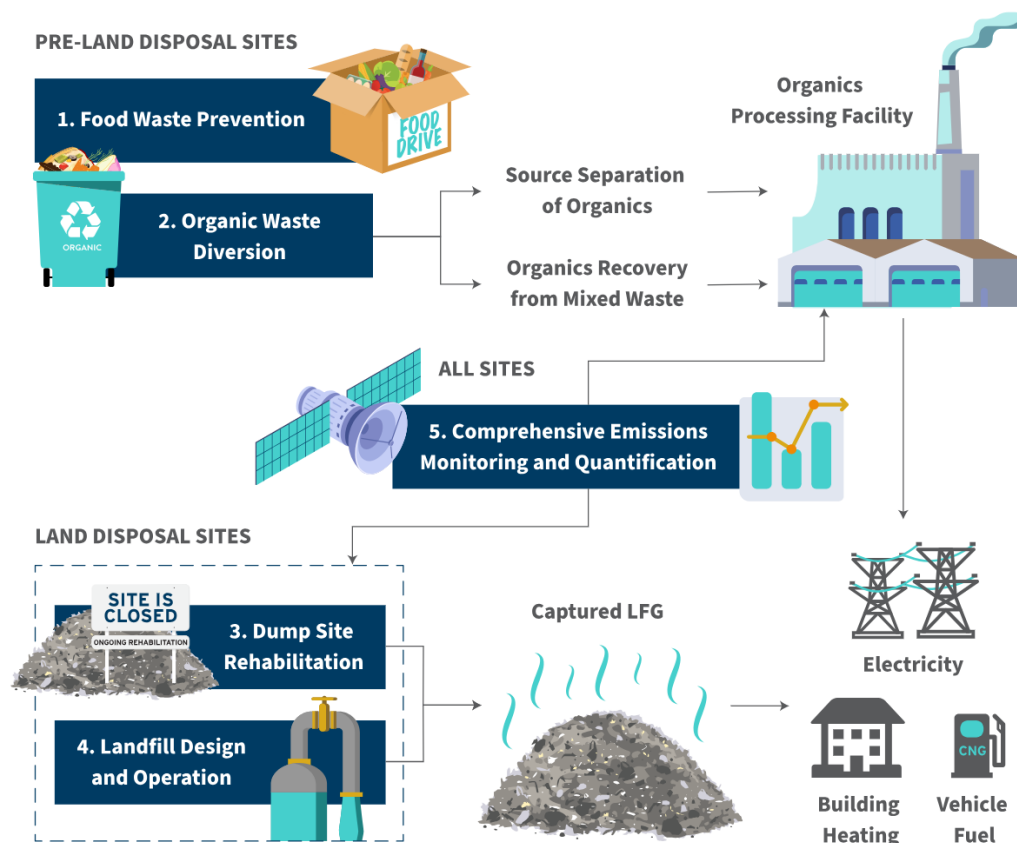 PRE-LAND DISPOSAL SITES
1. Food Waste Prevention
FOOD
DRIVE
ORGANIC
2. Organic Waste
Diversion
Source Separation
of Organics
Organics Recovery
from Mixed Waste
Organics
Processing Facility
ALL SITES
5. Comprehensive Emissions
Monitoring and Quantification
LAND DISPOSAL SITES
SITE IS
CLOSED
ONGOING REHABILITATION
3. Dump Site
Rehabilitation
4. Landfill Design
and Operation
Captured LFG
Electricity
Building
Heating
CNG
Vehicle
Fuel